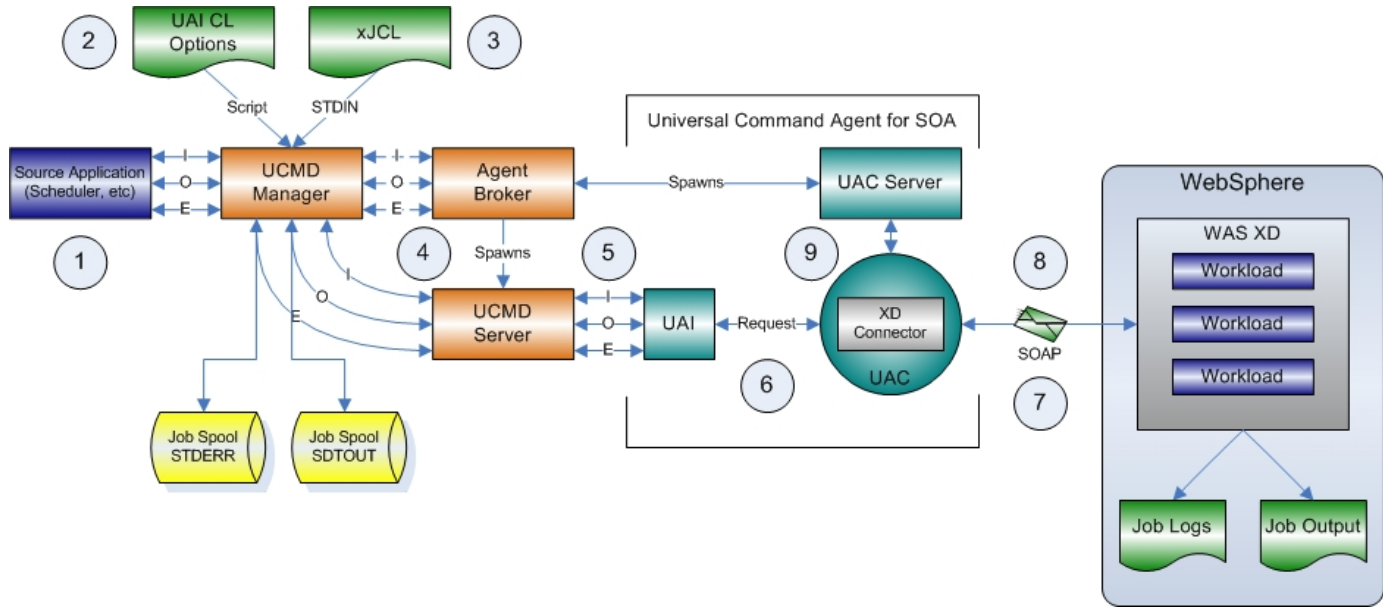 UAI CL
Options
2
xJCL
3
Script
STDIN
Universal Command Agent for SOA
Source Application
(Scheduler, etc)
I
O
E
UCMD
Manager
I
O
E
Agent
Broker
Spawns
UAC Server
WebSphere
WAS XD
Workload
Workload
Workload
1
4
Spawns
5
9
8
I
O
E
UCMD
Server
I
O
E
UAI
Request
XD
Connector
UAC
SOAP
6
7
Job Spool
STDERR
Job Spool
SDTOUT
Job Logs
Job Output